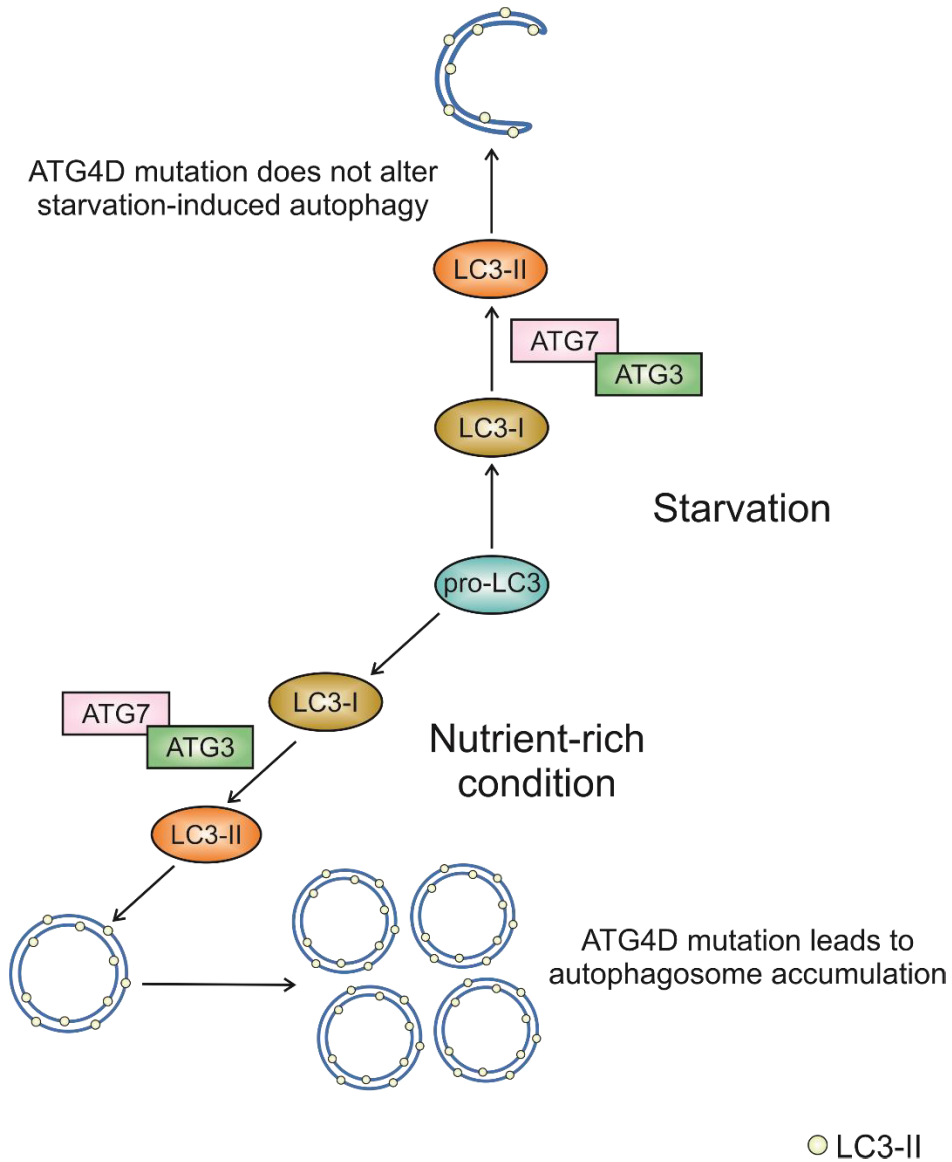 ATG4D mutation does not alter
starvation-induced autophagy
LC3-II
ATG7
ATG3
LC3-I
Starvation
pro-LC3
LC3-I
ATG7
ATG3
Nutrient-rich
condition
LC3-II
ATG4D mutation leads to
autophagosome accumulation
LC3-II